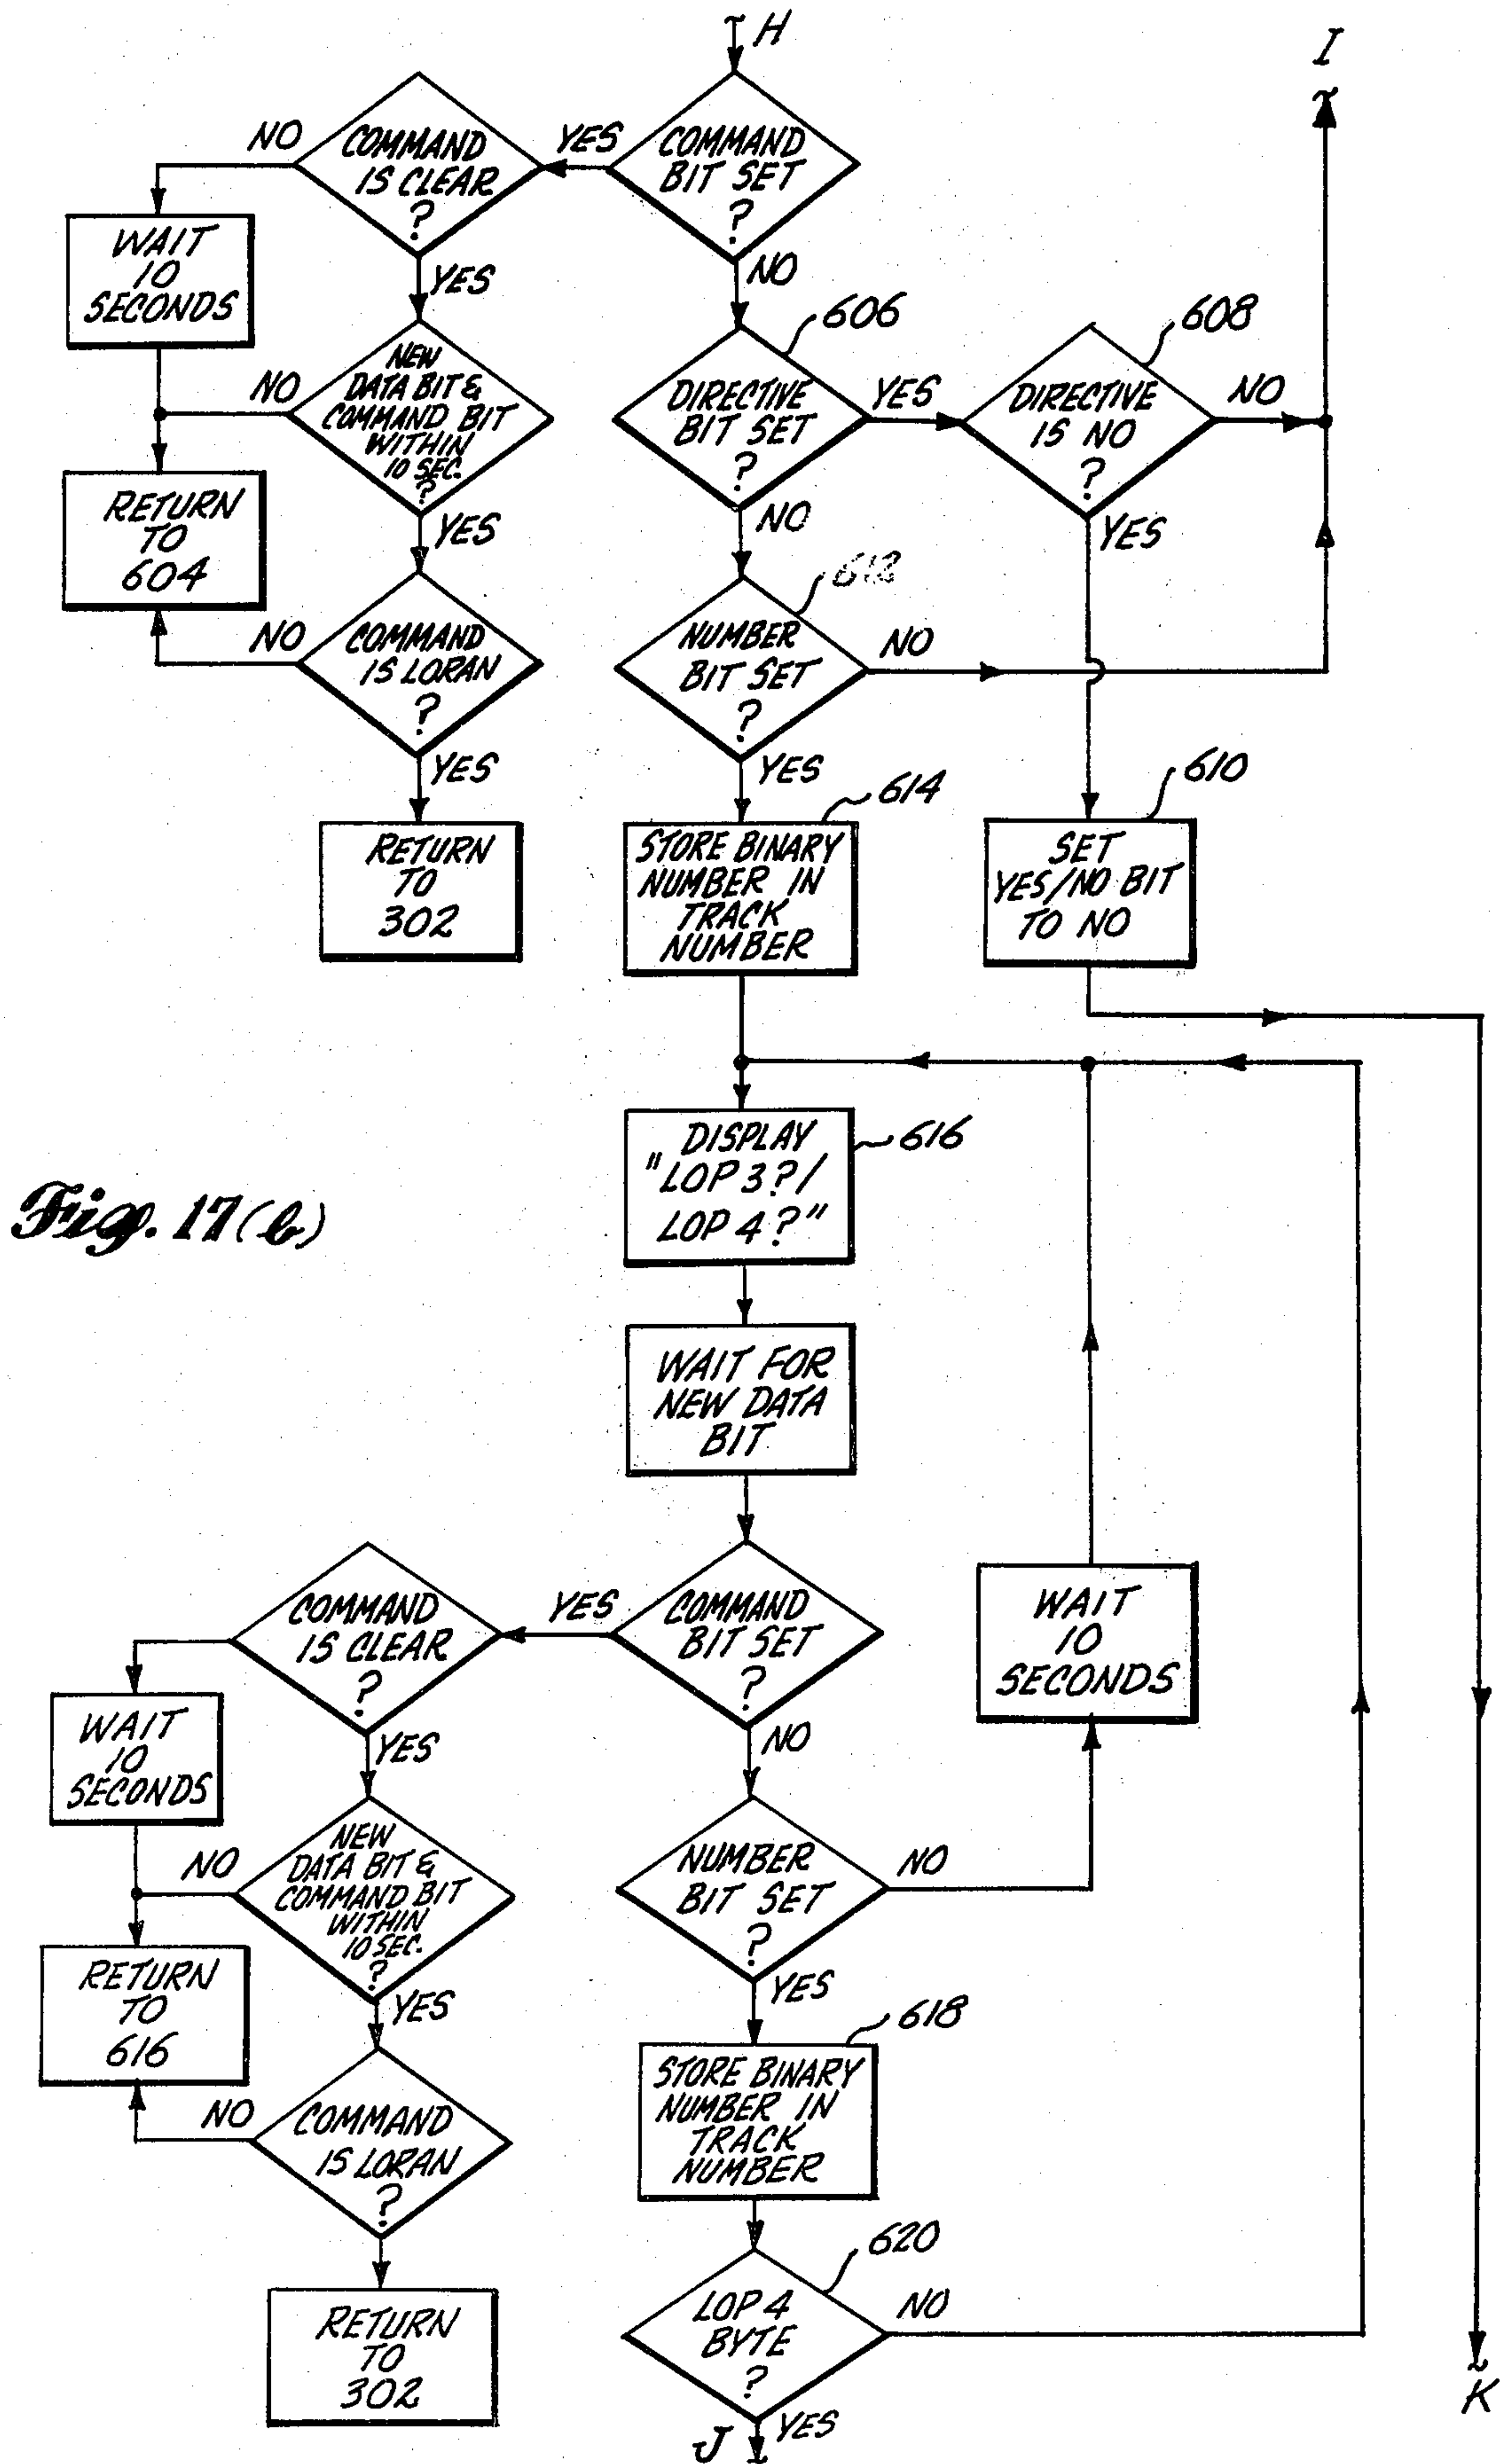 H
I
COMMAND
IS CLEAR
?
NO
YES
COMMAND
BIT SET
?
WAIT
10
SECONDS
YES
NO
606
608
NEW
DATA BIT &
COMMAND BIT
WITHIN
10 SEC.
?
NO
DIRECTIVE
BIT SET
?
YES
DIRECTIVE
IS NO
?
NO
RETURN
TO
604
YES
NO
YES
612
COMMAND
IS LORAN
?
NO
NUMBER
BIT SET
?
NO
YES
YES
614
610
RETURN
TO
302
STORE BINARY
NUMBER IN
TRACK
NUMBER
SET
YES/NO BIT
TO NO
DISPLAY
"LOP 3?/
LOP 4?"
616
Fig. 17(b)
WAIT FOR
NEW DATA
BIT
COMMAND
IS CLEAR
?
YES
COMMAND
BIT SET
?
WAIT
10
SECONDS
WAIT
10
SECONDS
YES
NO
NEW
DATA BIT &
COMMAND BIT
WITHIN
10 SEC.
?
NO
NUMBER
BIT SET
?
NO
RETURN
TO
616
YES
YES
618
COMMAND
IS LORAN
?
NO
STORE BINARY
NUMBER IN
TRACK
NUMBER
620
RETURN
TO
302
LOP 4
BYTE
?
NO
YES
J
K